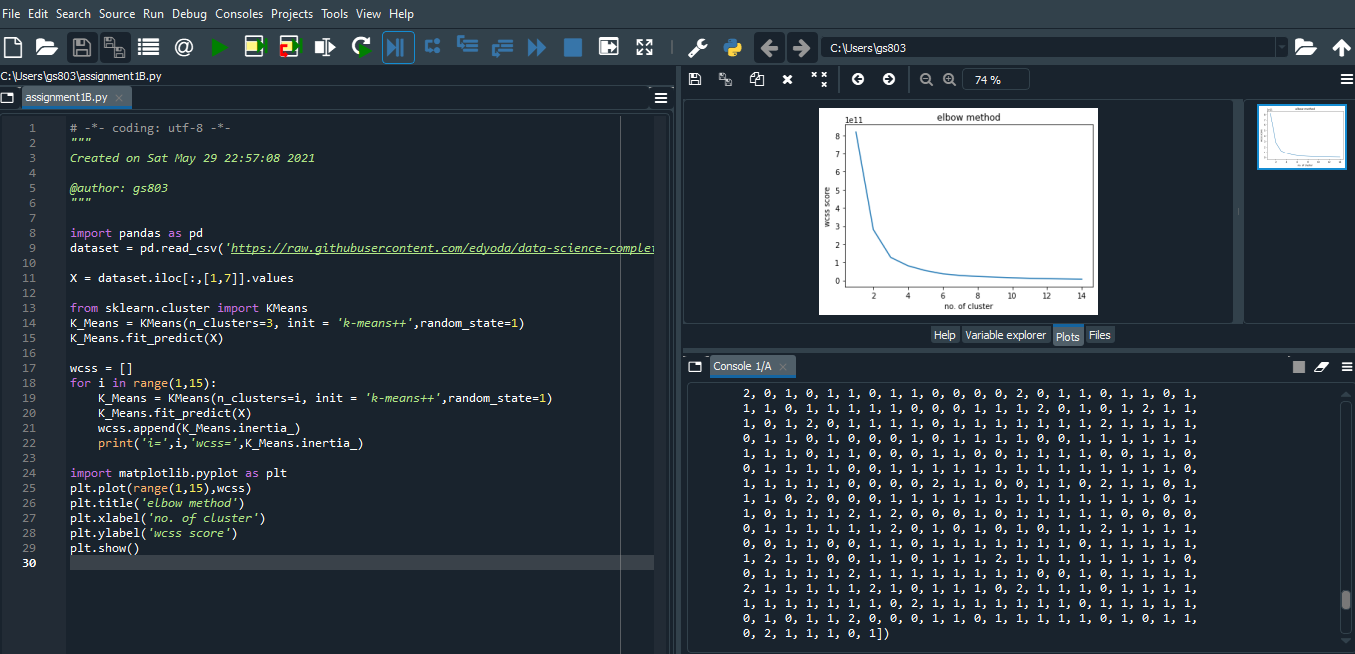 File Edit Search Source Run Debug Consoles Projects Tools View Help
C:\Users\gs803
C:\Users\gs803\assignment1B.py
assignment1B.py
1 # -*- coding: utf-8 -*-
2 """
3 Created on Sat May 29 22:57:08 2021
4
5 @author: gs803
6 """
7
8 import pandas as pd
9 dataset = pd.read_csv('https://raw.githubusercontent.com/edyoda/data-science-complet
10
11 X = dataset.iloc[:,[1,7]].values
12
13 from sklearn.cluster import KMeans
14 K_Means = KMeans(n_clusters=3, init = 'k-means++',random_state=1)
15 K_Means.fit_predict(X)
16
17 wcss = []
18 for i in range(1,15):
19 K_Means = KMeans(n_clusters=i, init = 'k-means++',random_state=1)
20 K_Means.fit_predict(X)
21 wcss.append(K_Means.inertia_)
22 print('i=',i,'wcss=',K_Means.inertia_)
23
24 import matplotlib.pyplot as plt
25 plt.plot(range(1,15),wcss)
26 plt.title('elbow method')
27 plt.xlabel('no. of cluster')
28 plt.ylabel('wcss score')
29 plt.show()
30
74 %
1e11
elbow method
8
7
6
5
4
3
2
1
0
wcss score
2 4 6 8 10 12 14
no. of cluster
Help Variable explorer Plots Files
Console 1/A
2, 0, 1, 0, 1, 1, 0, 1, 1, 0, 0, 0, 0, 2, 0, 1, 1, 0, 1, 1, 0, 1,
1, 1, 0, 1, 1, 1, 1, 1, 0, 0, 0, 1, 1, 1, 2, 0, 1, 0, 1, 2, 1, 1,
1, 0, 1, 2, 0, 1, 1, 1, 0, 1, 1, 1, 1, 1, 1, 1, 1, 2, 1, 1, 1, 1,
0, 1, 1, 0, 1, 0, 0, 0, 1, 0, 1, 1, 1, 1, 0, 0, 1, 1, 1, 1, 1, 1,
1, 1, 1, 0, 1, 1, 0, 0, 1, 0, 0, 1, 1, 1, 1, 1, 1, 0, 0, 1, 1, 0,
0, 1, 1, 1, 1, 0, 0, 1, 1, 1, 1, 1, 1, 1, 1, 1, 1, 1, 1, 1, 1, 0,
1, 1, 1, 1, 1, 0, 0, 0, 0, 2, 1, 1, 0, 0, 1, 1, 0, 2, 1, 1, 0, 1,
1, 1, 0, 2, 0, 0, 0, 1, 1, 1, 1, 1, 1, 1, 1, 1, 1, 1, 1, 1, 0, 1,
1, 0, 1, 1, 1, 2, 1, 2, 0, 0, 0, 1, 0, 1, 1, 1, 1, 1, 0, 0, 0, 0,
0, 1, 1, 1, 1, 1, 2, 0, 1, 0, 1, 0, 1, 0, 1, 1, 2, 1, 1, 1, 1,
0, 0, 1, 1, 0, 0, 1, 1, 0, 1, 1, 1, 1, 1, 1, 1, 0, 1, 1, 1, 1, 1,
1, 2, 1, 1, 0, 0, 1, 1, 0, 1, 1, 1, 2, 1, 1, 1, 1, 1, 1, 1, 1, 0,
0, 1, 1, 1, 1, 2, 1, 1, 1, 1, 1, 1, 1, 1, 0, 0, 1, 0, 1, 1, 1, 1,
2, 1, 1, 1, 1, 1, 2, 1, 0, 1, 1, 1, 0, 2, 1, 1, 1, 0, 1, 1, 1, 1,
1, 1, 1, 1, 1, 1, 1, 0, 2, 1, 1, 1, 1, 1, 1, 1, 0, 1, 1, 1, 1, 1,
0, 1, 0, 1, 1, 2, 0, 0, 0, 1, 1, 0, 1, 1, 1, 1, 1, 0, 1, 0, 1, 1,
0, 2, 1, 1, 1, 0, 1])